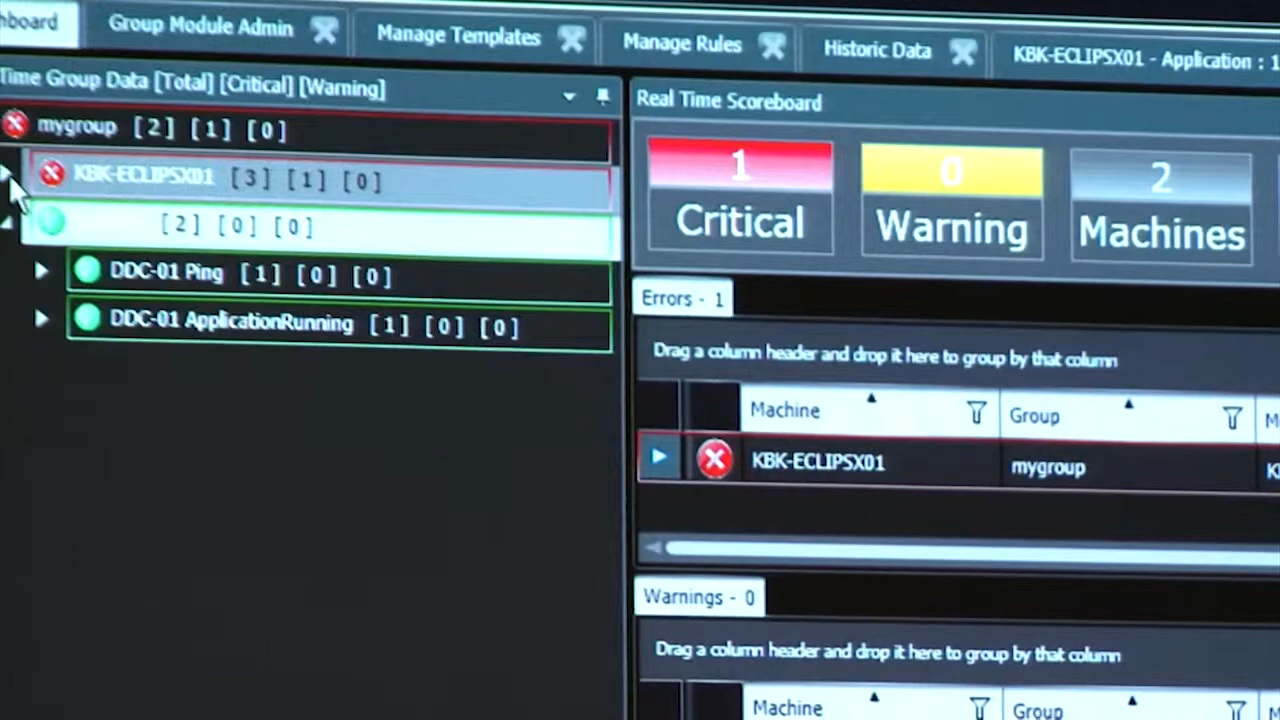 hboard
Group Module Admin
Manage Templates
Manage Rules
Historic Data
KBK-ECLIPSX01 - Application : 1
Time Group Data [Total] [Critical] [Warning]
mygroup [2] [1] [0]
KBK-ECLIPSX01 [3] [1] [0]
[2] [0] [0]
DDC-01 Ping [1] [0] [0]
DDC-01 ApplicationRunning [1] [0] [0]
Real Time Scoreboard
1
Critical
0
Warning
2
Machines
Errors - 1
Drag a column header and drop it here to group by that column
Machine
Group
M
KBK-ECLIPSX01
mygroup
K
Warnings - 0
Drag a column header and drop it here to group by that column
Machine
Group
M